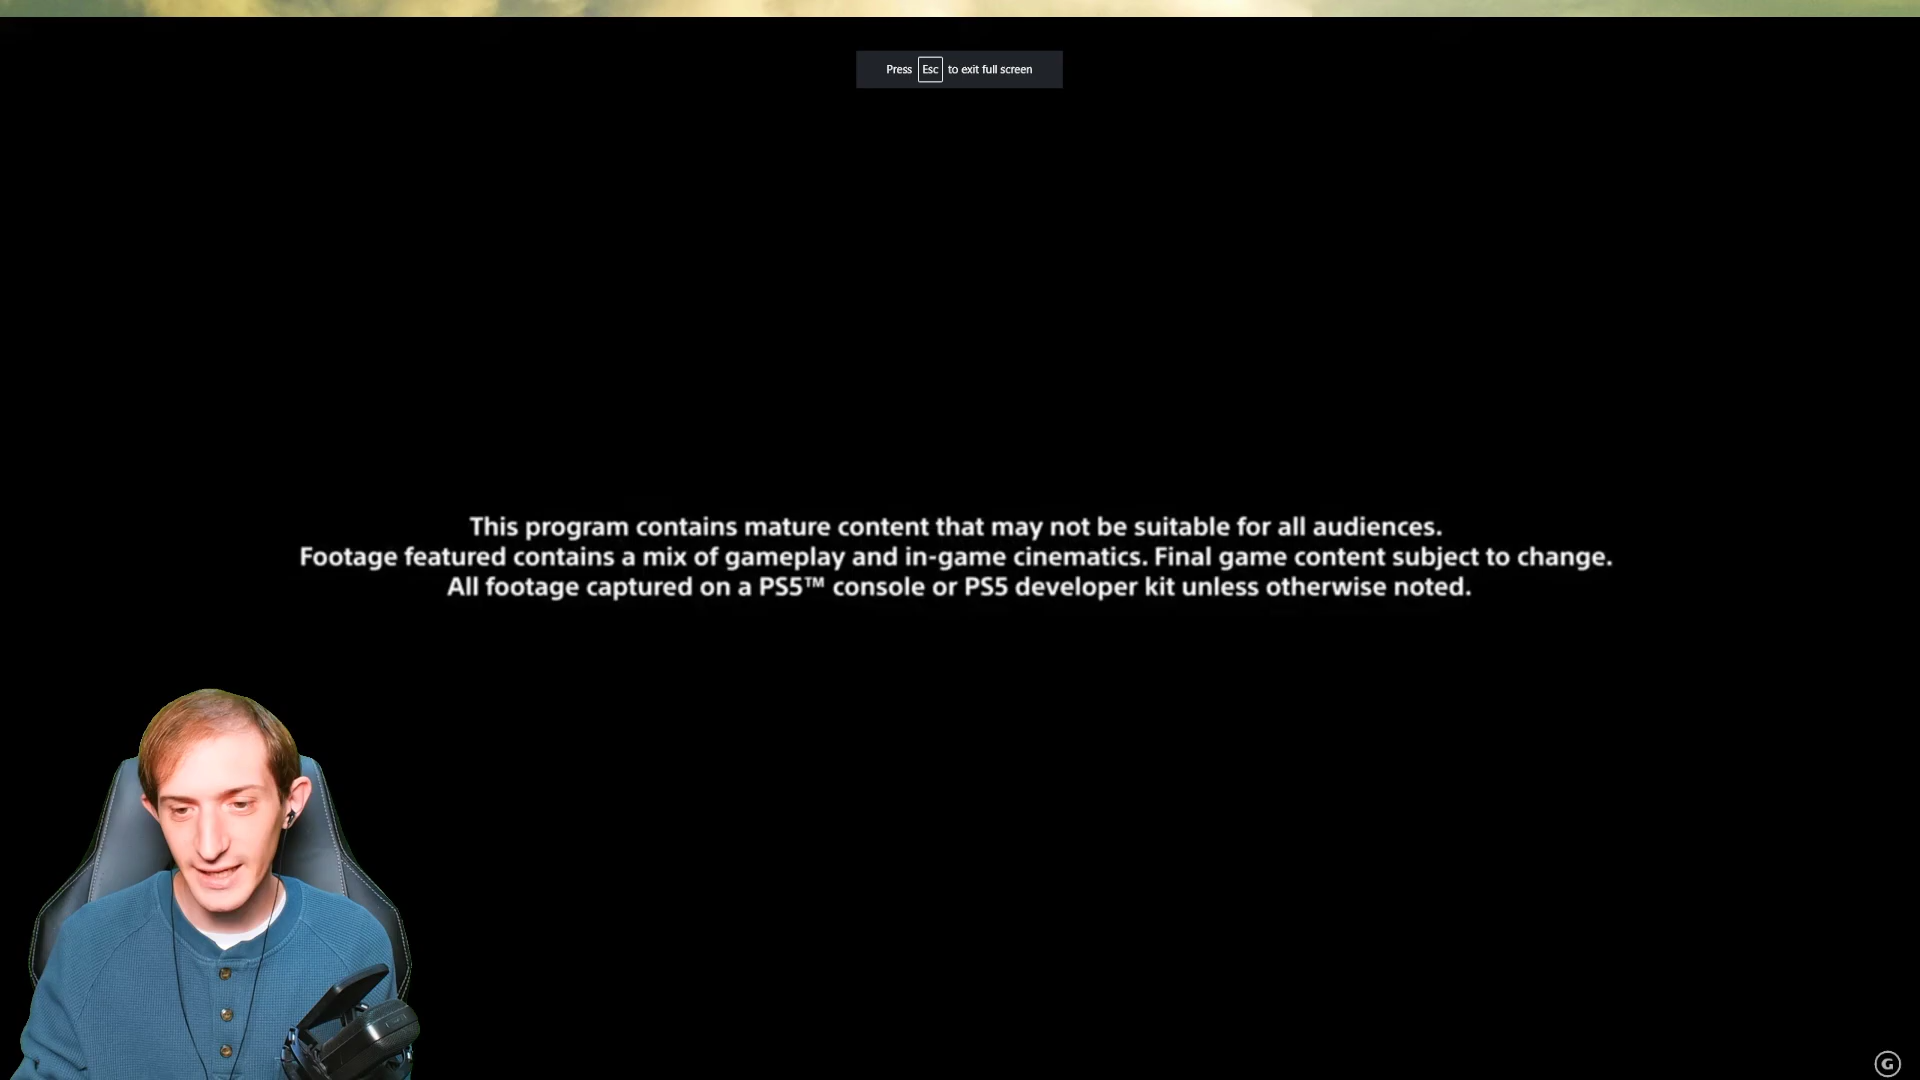 Press Esc to exit full screen
This program contains mature content that may not be suitable for all audiences.
Footage featured contains a mix of gameplay and in-game cinematics. Final game content subject to change.
All footage captured on a PS5™ console or PS5 developer kit unless otherwise noted.
G